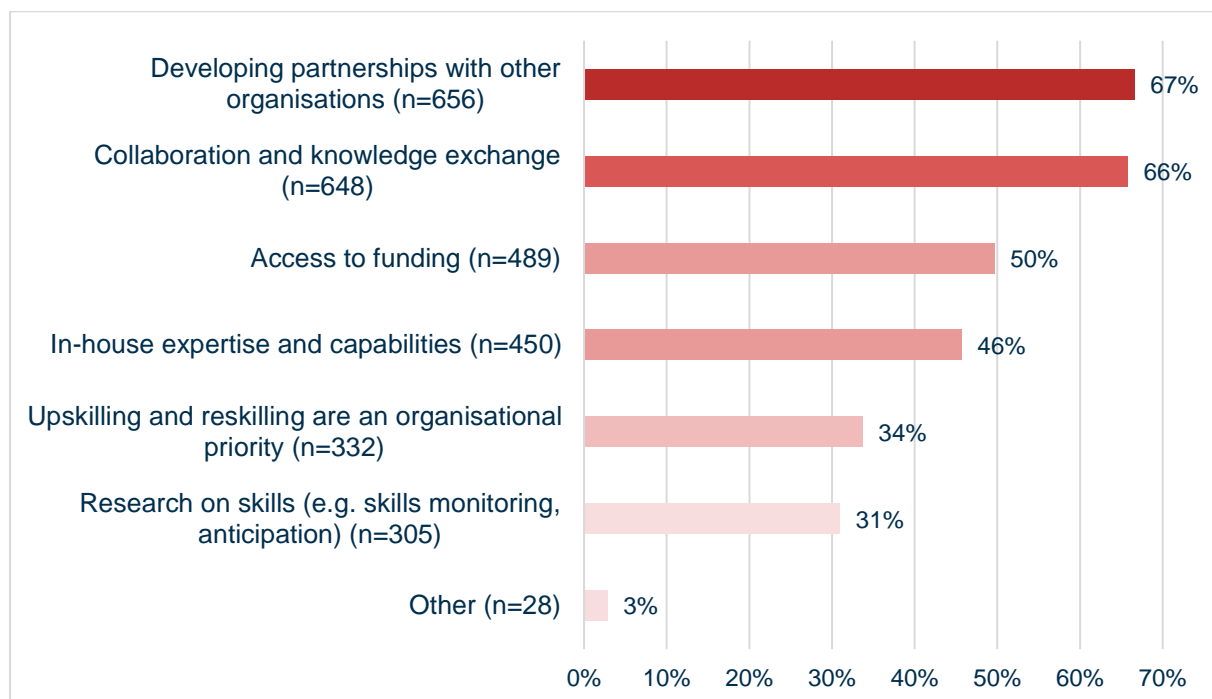 Developing partnerships with other
organisations (n=656)
67%
Collaboration and knowledge exchange
(n=648)
66%
Access to funding (n=489)
50%
In-house expertise and capabilities (n=450)
46%
Upskilling and reskilling are an organisational
priority (n=332)
34%
Research on skills (e.g. skills monitoring,
anticipation) (n=305)
31%
Other (n=28)
3%
0% 10% 20% 30% 40% 50% 60% 70%